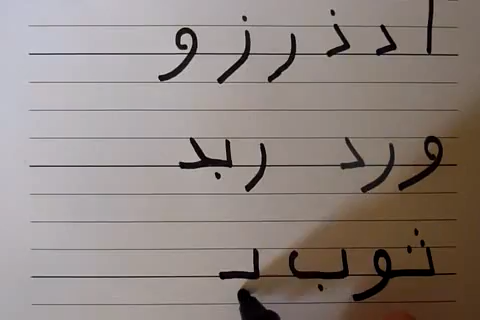 ا د ذ ر ز و
ورد ربد
ثوب